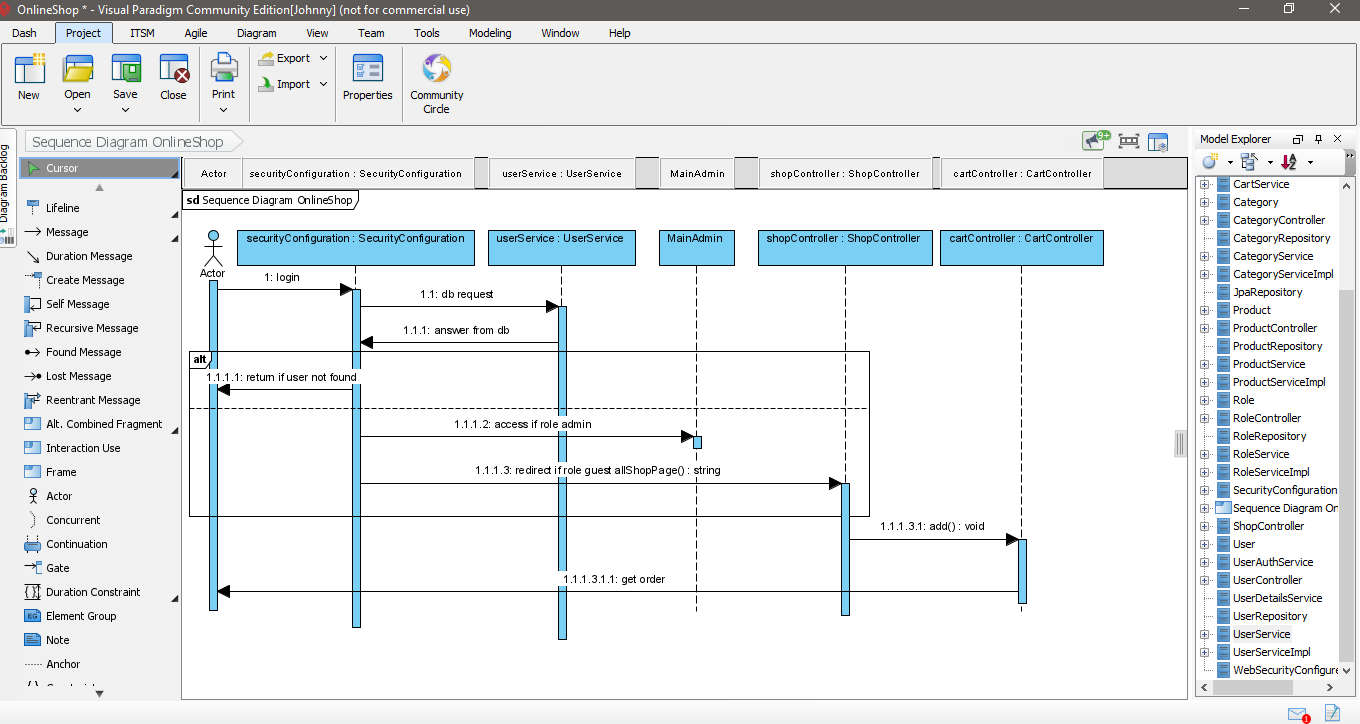 OnlineShop * - Visual Paradigm Community Edition[Johnny] (not for commercial use)
Dash Project ITSM Agile Diagram View Team Tools Modeling Window Help
New
Open
Save
Close
Print
Export
Import
Properties
Community
Circle
Diagram Backlog
Sequence Diagram OnlineShop
9+
Cursor
Lifeline
Message
Duration Message
Create Message
Self Message
Recursive Message
Found Message
Lost Message
Reentrant Message
Alt. Combined Fragment
Interaction Use
Frame
Actor
Concurrent
Continuation
Gate
Duration Constraint
EG Element Group
Note
Anchor
Actor
securityConfiguration : SecurityConfiguration
userService : UserService
MainAdmin
shopController : ShopController
cartController : CartController
sd Sequence Diagram OnlineShop
securityConfiguration : SecurityConfiguration
userService : UserService
MainAdmin
shopController : ShopController
cartController : CartController
Actor
1: login
1.1: db request
1.1.1: answer from db
alt
1.1.1.1: return if user not found
1.1.1.2: access if role admin
1.1.1.3: redirect if role guest allShopPage() : string
1.1.1.3.1: add() : void
1.1.1.3.1.1: get order
Model Explorer
CartService
Category
CategoryController
CategoryRepository
CategoryService
CategoryServiceImpl
JpaRepository
Product
ProductController
ProductRepository
ProductService
ProductServiceImpl
Role
RoleController
RoleRepository
RoleService
RoleServiceImpl
SecurityConfiguration
Sequence Diagram On
ShopController
User
UserAuthService
UserController
UserDetailsService
UserRepository
UserService
UserServiceImpl
WebSecurityConfigure
1